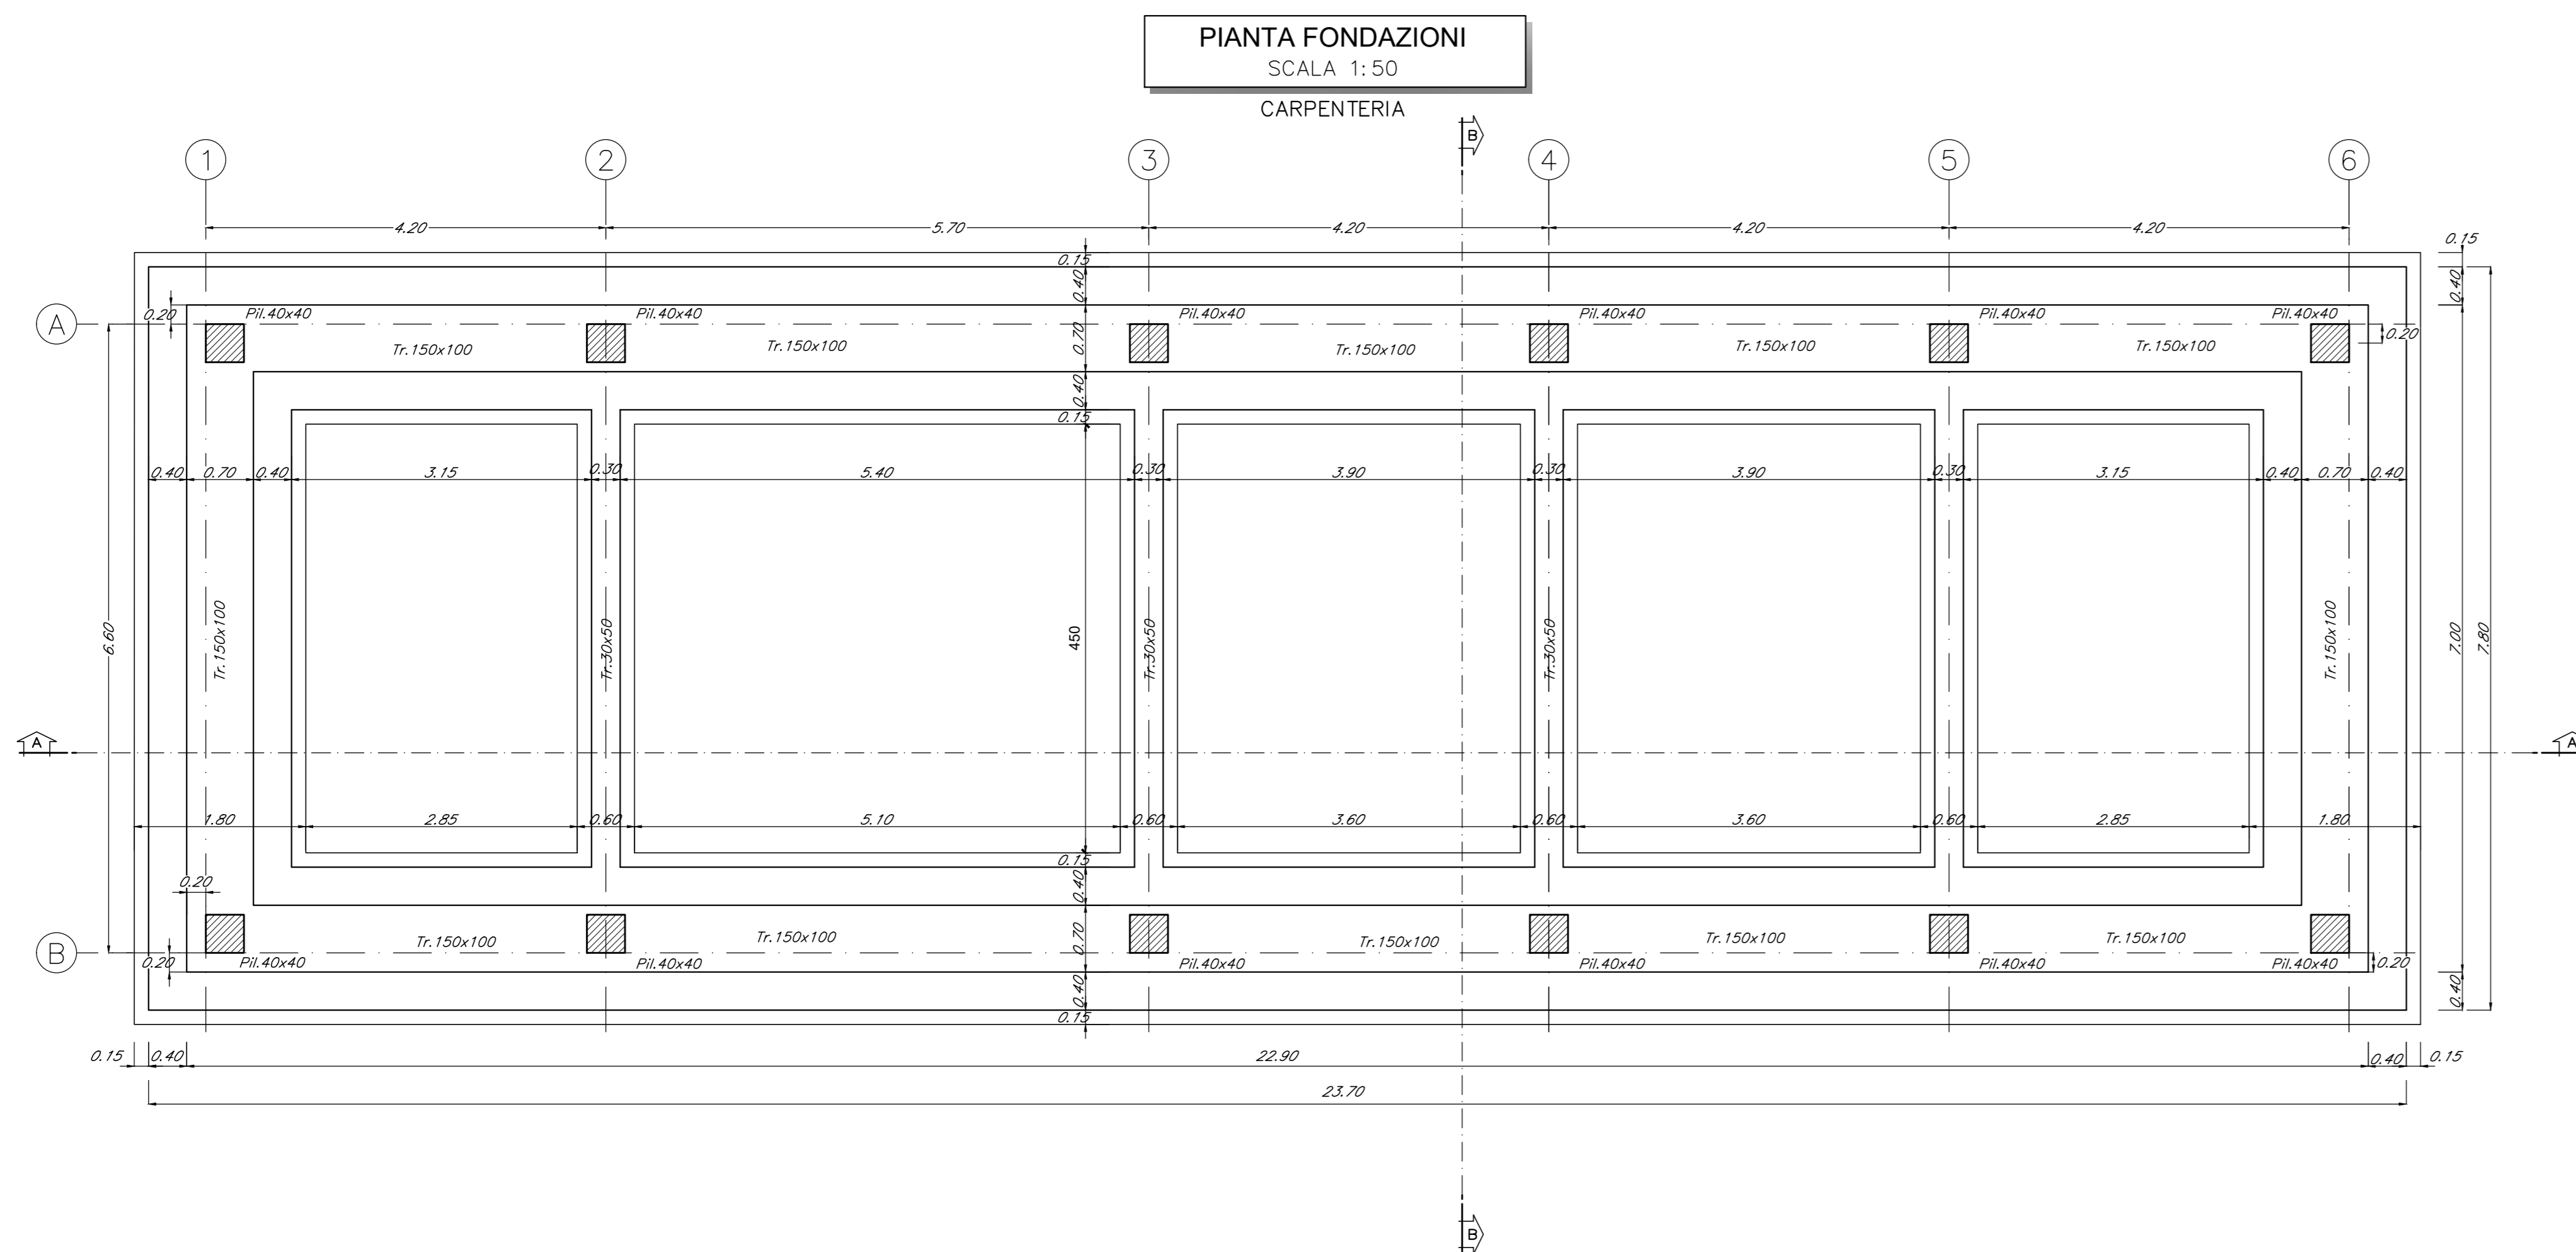 PIANTA FONDAZIONI
SCALA 1:50
CARPENTERIA
B
1 2 3 4 5 6
4.20 5.70 4.20 4.20 4.20
0.15 0.15
0.40 0.40
A 0.20 Pil.40x40 Pil.40x40 Pil.40x40 Pil.40x40 Pil.40x40 Pil.40x40
0.20
Tr.150x100 Tr.150x100 0.70 Tr.150x100 Tr.150x100 Tr.150x100
0.40
0.15
0.40 0.70 0.40 3.15 0.30 5.40 0.30 3.90 0.30 3.90 0.30 3.15 0.40 0.70 0.40
6.60 Tr.150x100 Tr.30x50 450 Tr.30x50 Tr.30x50 Tr.150x100 7.00 7.80
A A
1.80 2.85 0.60 5.10 0.60 3.60 0.60 3.60 0.60 2.85 1.80
0.15
0.20 0.40
Tr.150x100 Tr.150x100 0.70 Tr.150x100 Tr.150x100 Tr.150x100
B 0.20 Pil.40x40 Pil.40x40 Pil.40x40 Pil.40x40 Pil.40x40 Pil.40x40 0.20
0.40 0.40
0.15
0.15 0.40 22.90 0.40 0.15
23.70
B